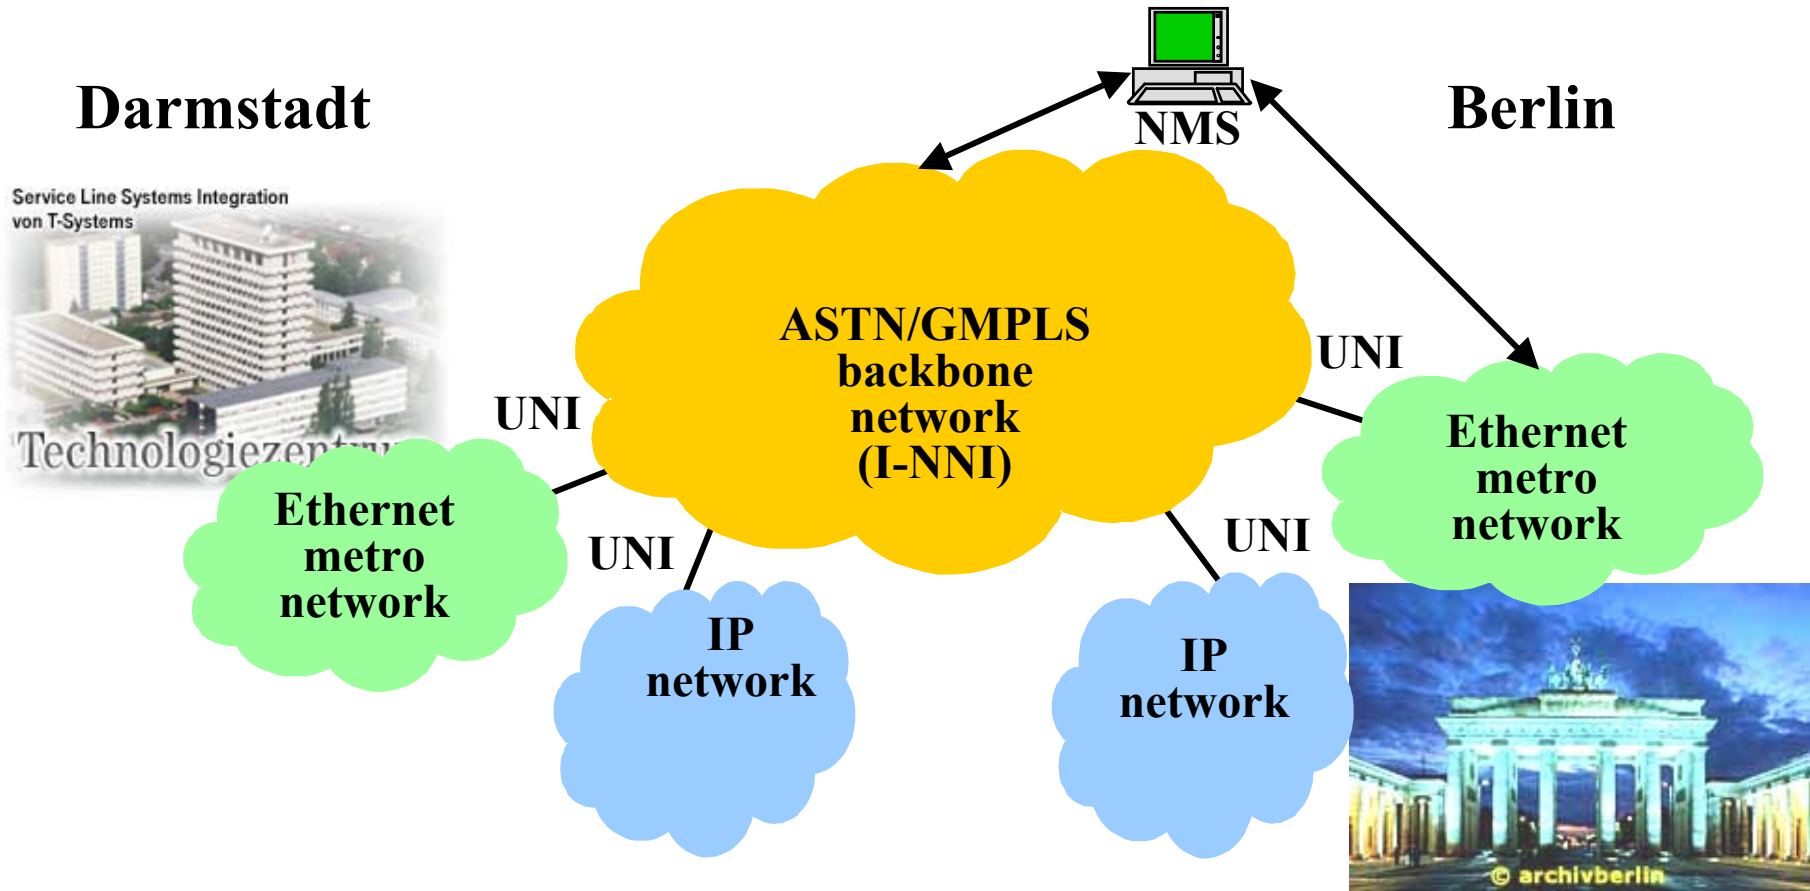 Darmstadt
NMS
Berlin
Service Line Systems Integration
von T-Systems
Technologiezentru
ASTN/GMPLS
backbone
network
(I-NNI)
UNI
UNI
UNI
UNI
Ethernet
metro
network
Ethernet
metro
network
IP
network
IP
network
© archivberlin